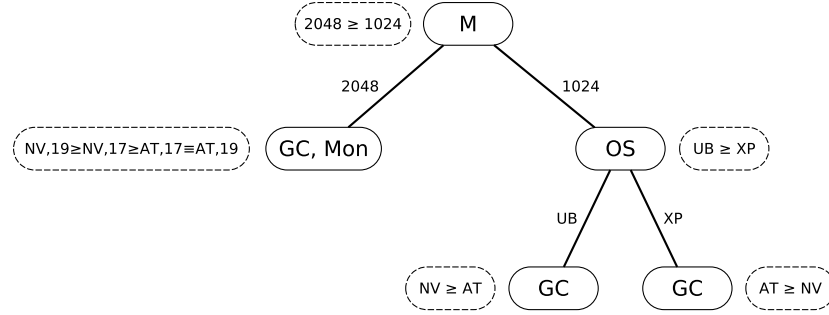 2048 ≥ 1024
M
2048
1024
NV,19≥NV,17≥AT,17≡AT,19
GC, Mon
OS
UB ≥ XP
UB
XP
NV ≥ AT
GC
GC
AT ≥ NV